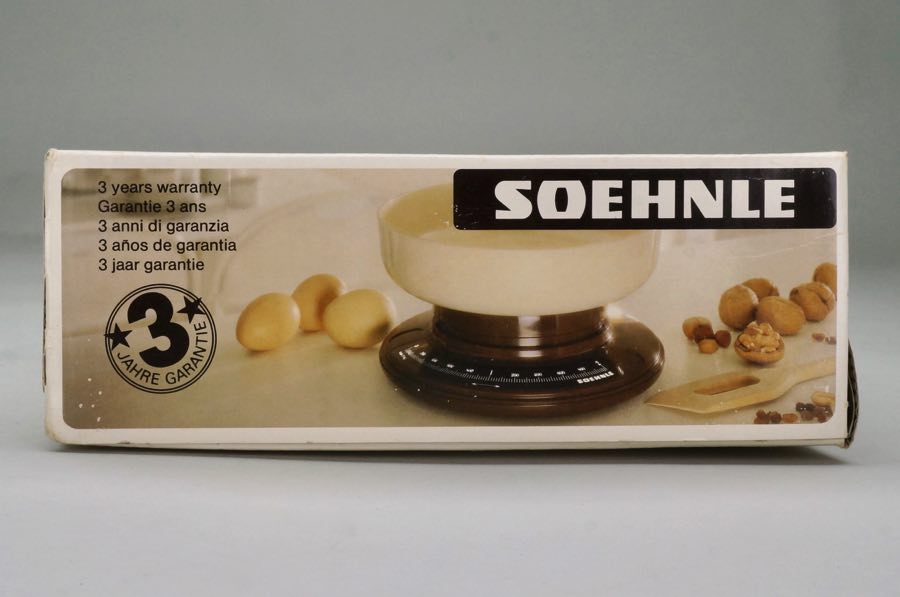 3 years warranty
Garantie 3 ans
3 anni di garanzia
3 años de garantia
3 jaar garantie
3
JAHRE GARANTIE
SOEHNLE
SOEHNLE